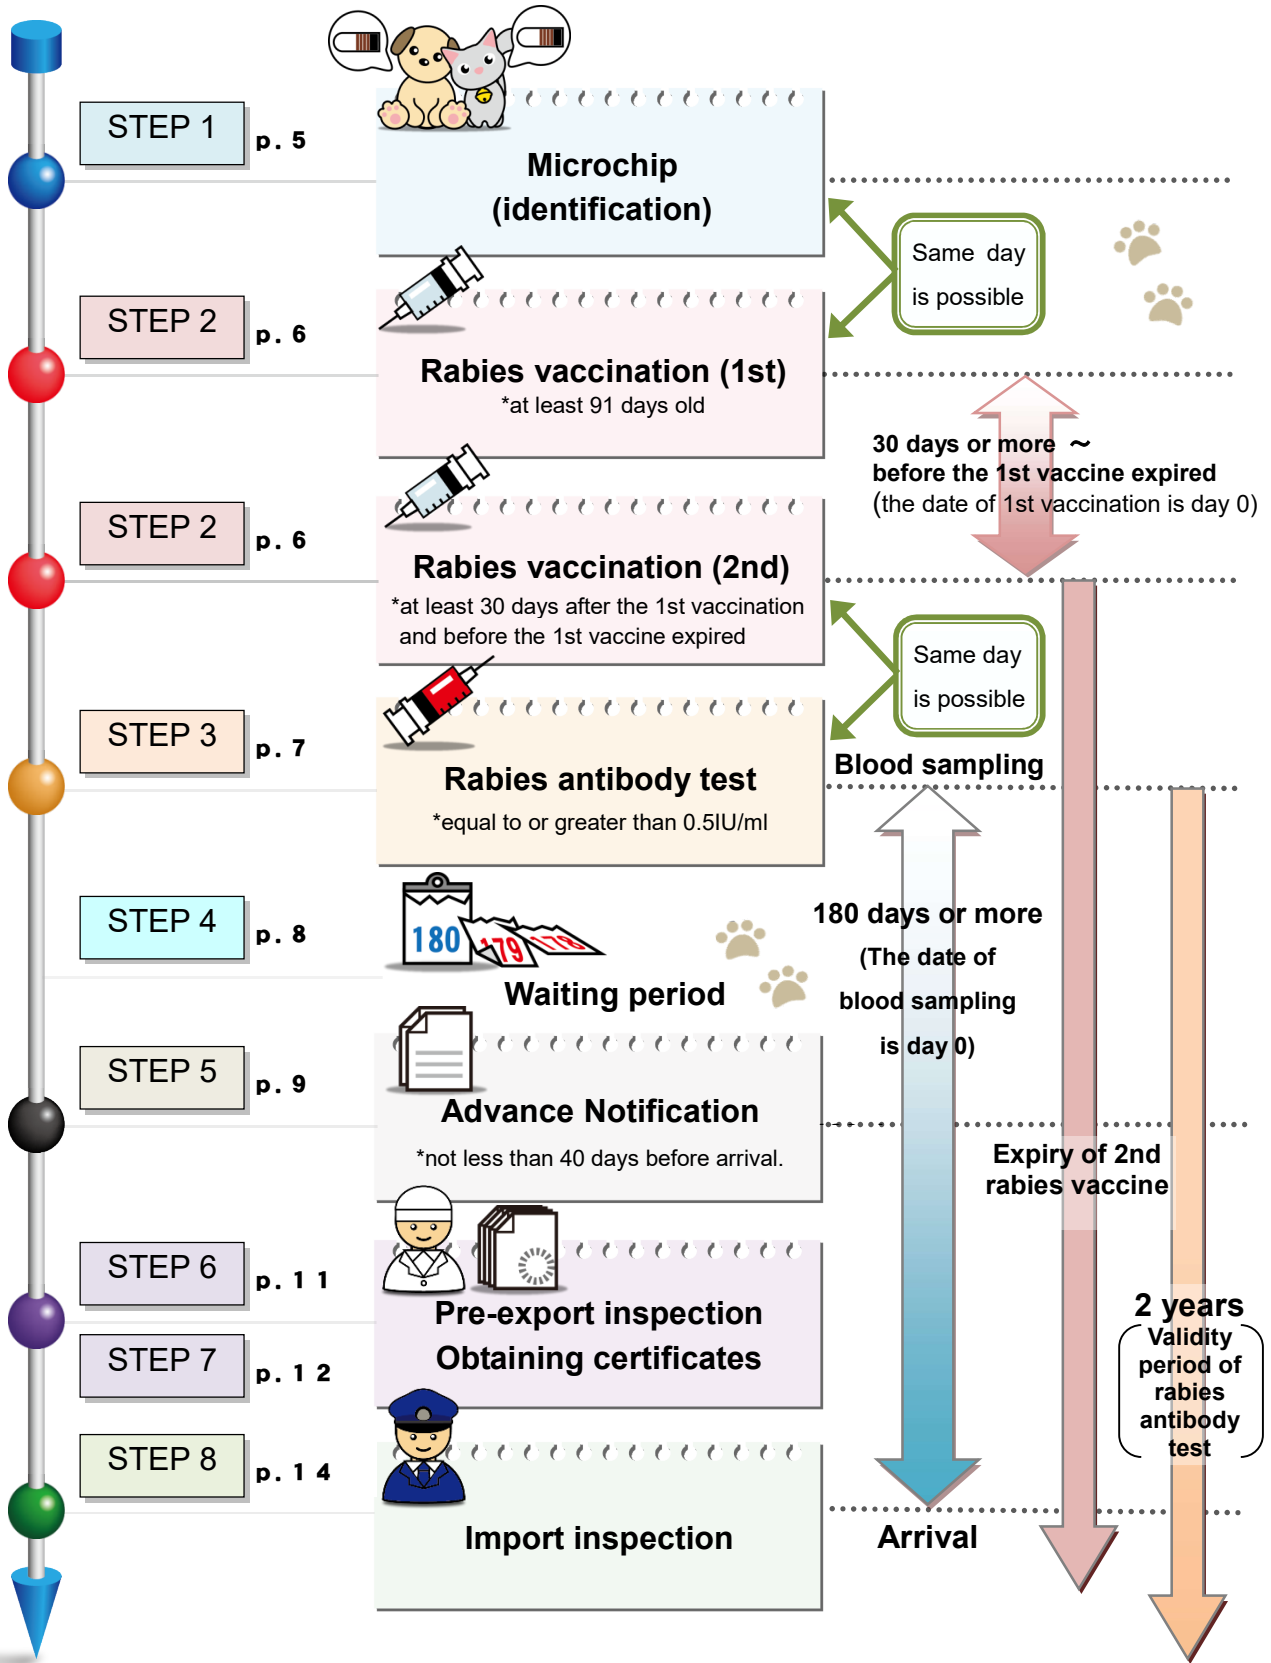 STEP 1
p. 5
Microchip
(identification)
Same day
is possible
STEP 2
p. 6
Rabies vaccination (1st)
*at least 91 days old
30 days or more ～
before the 1st vaccine expired
(the date of 1st vaccination is day 0)
STEP 2
p. 6
Rabies vaccination (2nd)
*at least 30 days after the 1st vaccination
and before the 1st vaccine expired
Same day
is possible
STEP 3
p. 7
Rabies antibody test
*equal to or greater than 0.5IU/ml
Blood sampling
STEP 4
p. 8
180
179
178
Waiting period
180 days or more
(The date of
blood sampling
is day 0)
STEP 5
p. 9
Advance Notification
*not less than 40 days before arrival.
Expiry of 2nd
rabies vaccine
STEP 6
p. 11
Pre-export inspection
Obtaining certificates
STEP 7
p. 12
2 years
Validity
period of
rabies
antibody
test
STEP 8
p. 14
Import inspection
Arrival